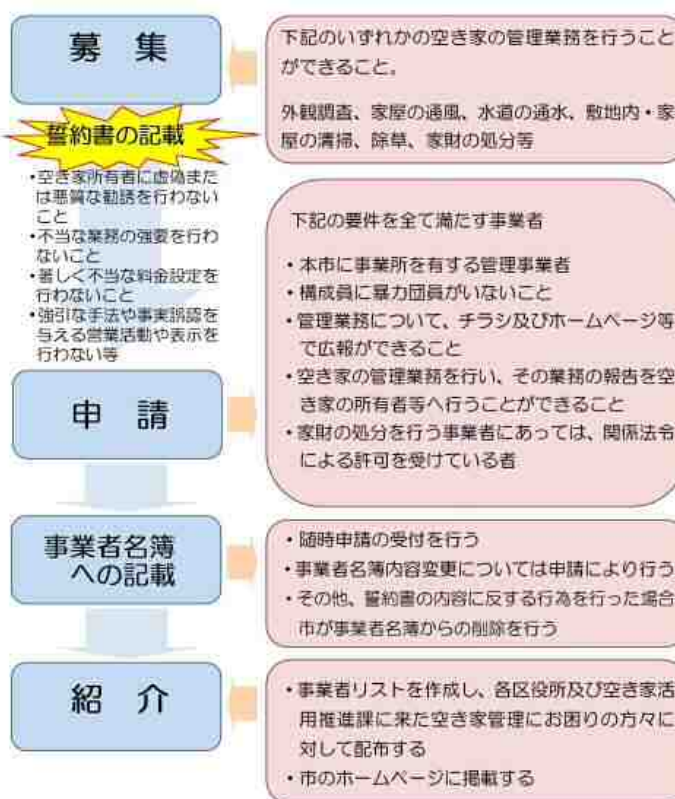 募　集
下記のいずれかの空き家の管理業務を行うこと
ができること。
外観調査、家屋の通風、水道の通水、敷地内・家
屋の清掃、除草、家財の処分等
誓約書の記載
・空き家所有者に虚偽また
は悪質な勧誘を行わない
こと
・不当な業務の強要を行わ
ないこと
・著しく不当な料金設定を
行わないこと
・強引な手法や事実誤認を
与える営業活動や表示を
行わない等
下記の要件を全て満たす事業者
・本市に事業所を有する管理事業者
・構成員に暴力団員がいないこと
・管理業務について、チラシ及びホームページ等
で広報ができること
・空き家の管理業務を行い、その業務の報告を空
き家の所有者等へ行うことができること
・家財の処分を行う事業者にあっては、関係法令
による許可を受けている者
申　請
事業者名簿
への記載
・随時申請の受付を行う
・事業者名簿内容変更については申請により行う
・その他、誓約書の内容に反する行為を行った場合
市が事業者名簿からの削除を行う
紹　介
・事業者リストを作成し、各区役所及び空き家活
用推進課に来た空き家管理にお困りの方々に
対して配布する
・市のホームページに掲載する